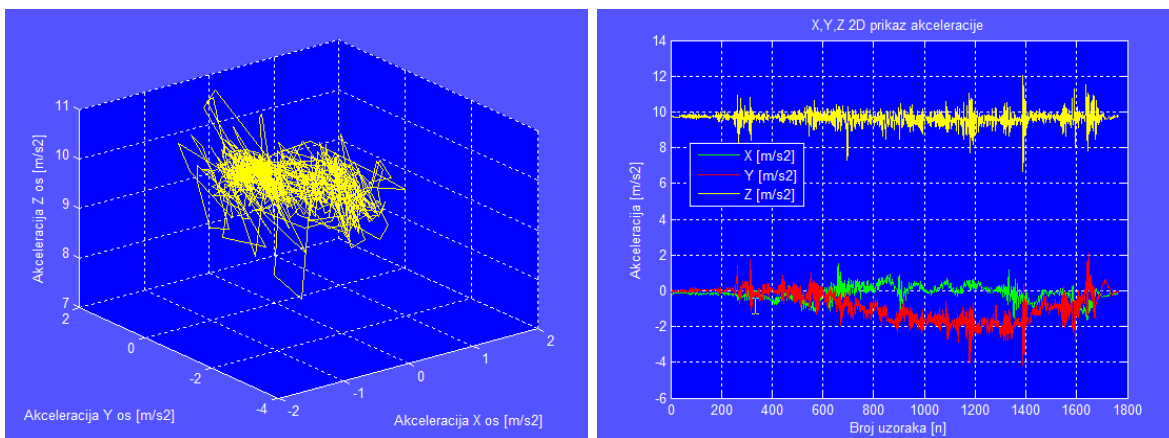 11
10
9
8
7
2
0
-2
-4
-2
-1
0
1
2
Akceleracija Z os [m/s2]
Akceleracija Y os [m/s2]
Akceleracija X os [m/s2]
X,Y,Z 2D prikaz akceleracije
14
12
10
8
6
4
2
0
-2
-4
-6
Akceleracija [m/s2]
X [m/s2]
Y [m/s2]
Z [m/s2]
0 200 400 600 800 1000 1200 1400 1600 1800
Broj uzoraka [n]